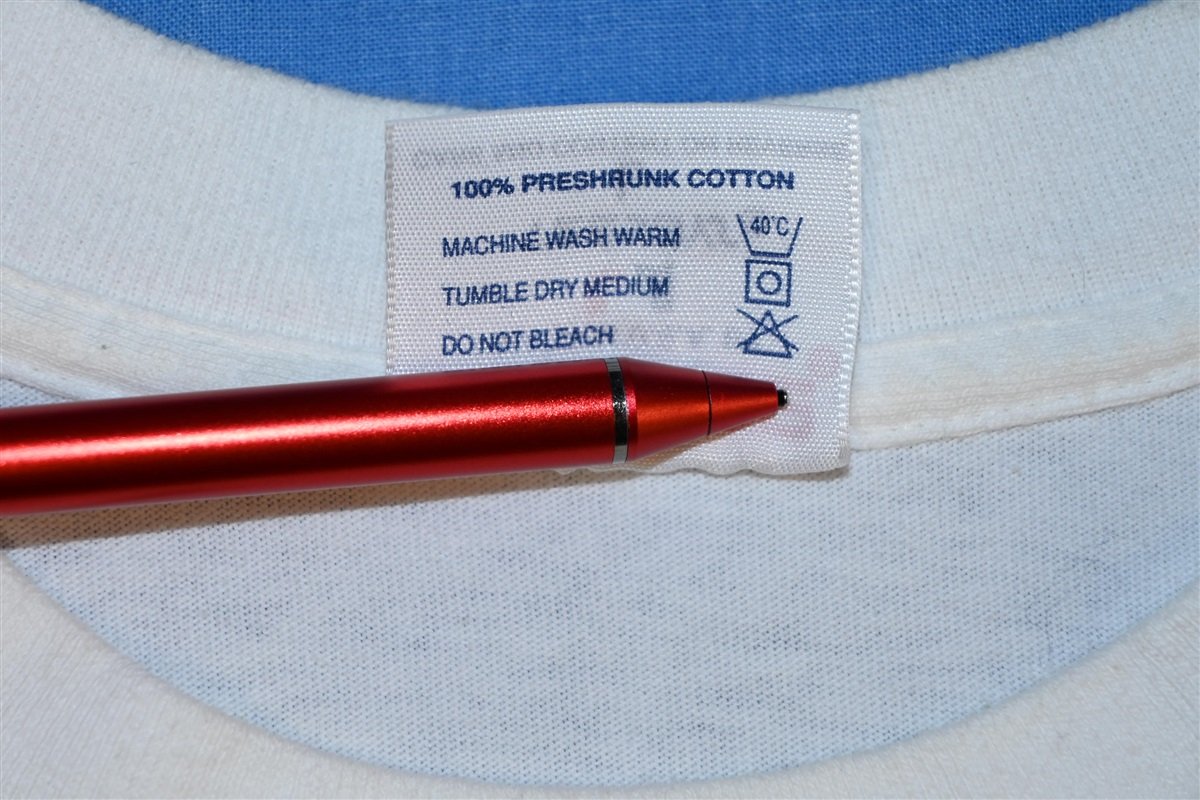 100% PRESHRUNK COTTON
MACHINE WASH WARM 40°C
TUMBLE DRY MEDIUM
DO NOT BLEACH